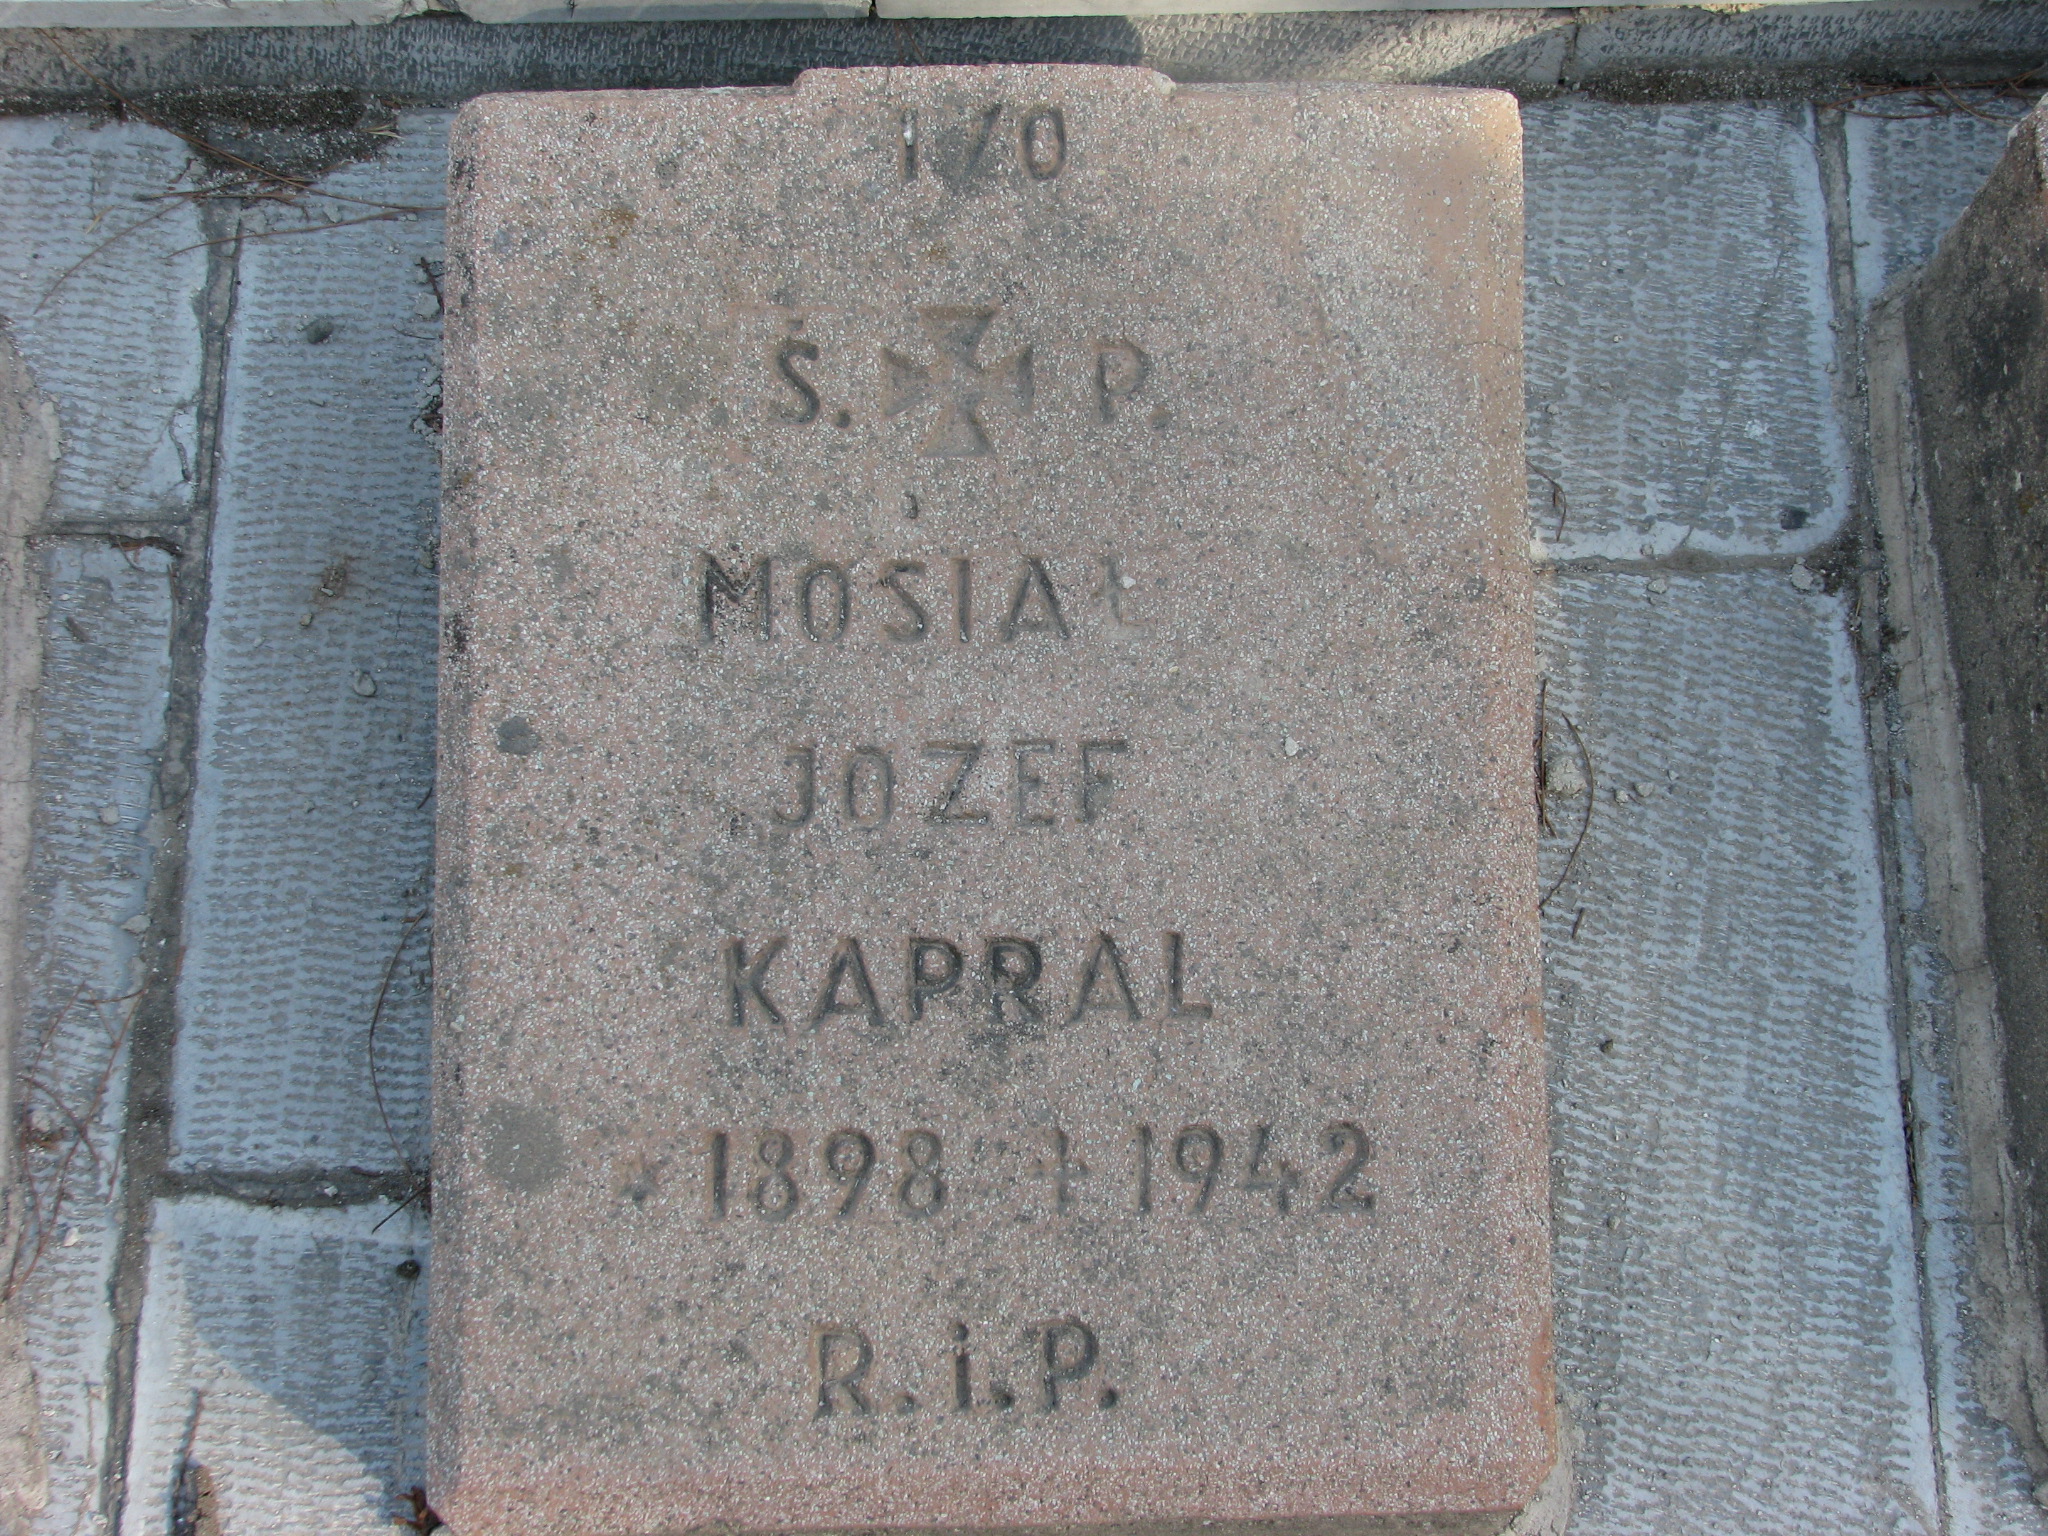 170
Ś. P.
MOSIAŁ
JOZEF
KAPRAL
* 1898 + 1942
R.i.P.